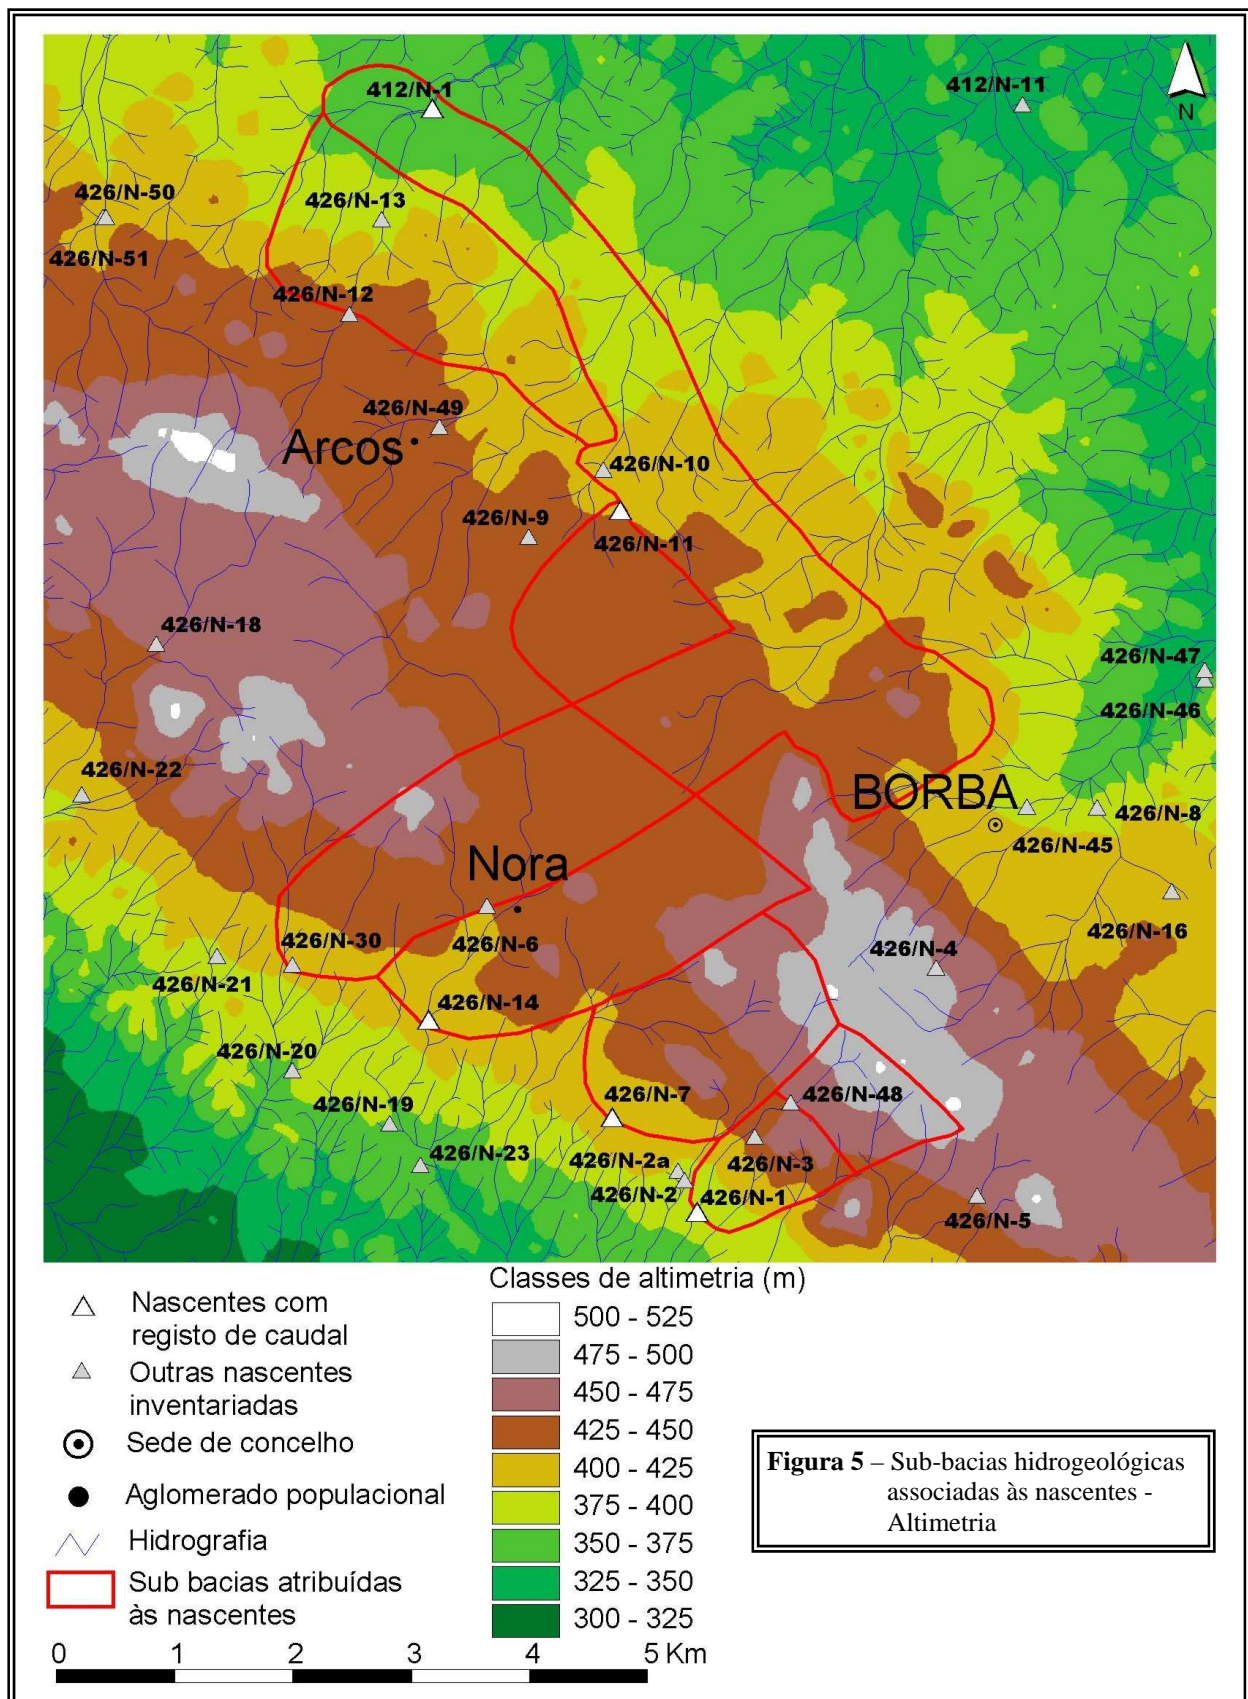 412/N-1
412/N-11
N
426/N-50
426/N-13
426/N-51
426/N-12
426/N-49
Arcos
426/N-10
426/N-9
426/N-11
426/N-18
426/N-47
426/N-46
426/N-22
BORBA
426/N-8
426/N-45
Nora
426/N-16
426/N-6
426/N-30
426/N-4
426/N-21
426/N-14
426/N-20
426/N-7
426/N-48
426/N-19
426/N-23
426/N-2a
426/N-3
426/N-2
426/N-1
426/N-5
Classes de altimetria (m)
Nascentes com
registo de caudal
Outras nascentes
inventariadas
Sede de concelho
Aglomerado populacional
Hidrografia
Sub bacias atribuídas
às nascentes
500 - 525
475 - 500
450 - 475
425 - 450
400 - 425
375 - 400
350 - 375
325 - 350
300 - 325
Figura 5 – Sub-bacias hidrogeológicas
associadas às nascentes -
Altimetria
0 1 2 3 4 5 Km